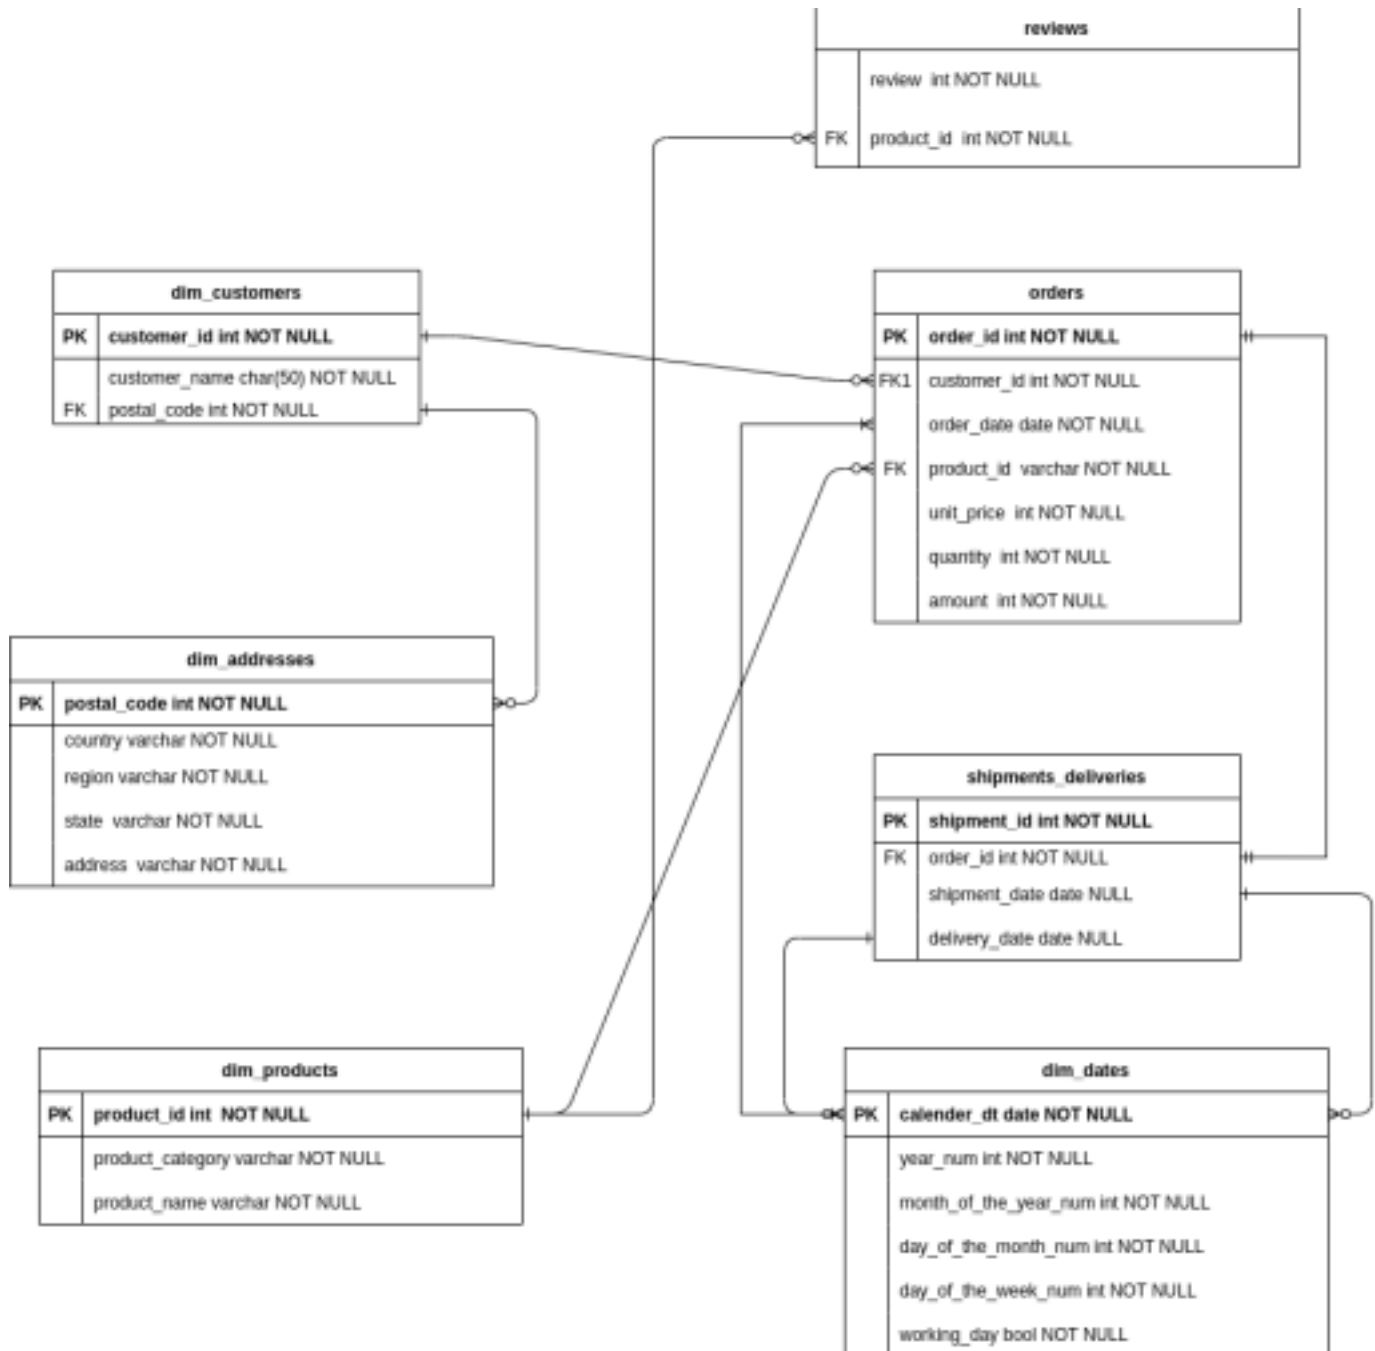 reviews
review int NOT NULL
FK product_id int NOT NULL
dim_customers
PK customer_id int NOT NULL
customer_name char(50) NOT NULL
FK postal_code int NOT NULL
orders
PK order_id int NOT NULL
FK1 customer_id int NOT NULL
order_date date NOT NULL
FK product_id varchar NOT NULL
unit_price int NOT NULL
quantity int NOT NULL
amount int NOT NULL
dim_addresses
PK postal_code int NOT NULL
country varchar NOT NULL
region varchar NOT NULL
state varchar NOT NULL
address varchar NOT NULL
shipments_deliveries
PK shipment_id int NOT NULL
FK order_id int NOT NULL
shipment_date date NULL
delivery_date date NULL
dim_products
PK product_id int NOT NULL
product_category varchar NOT NULL
product_name varchar NOT NULL
dim_dates
PK calender_dt date NOT NULL
year_num int NOT NULL
month_of_the_year_num int NOT NULL
day_of_the_month_num int NOT NULL
day_of_the_week_num int NOT NULL
working_day bool NOT NULL